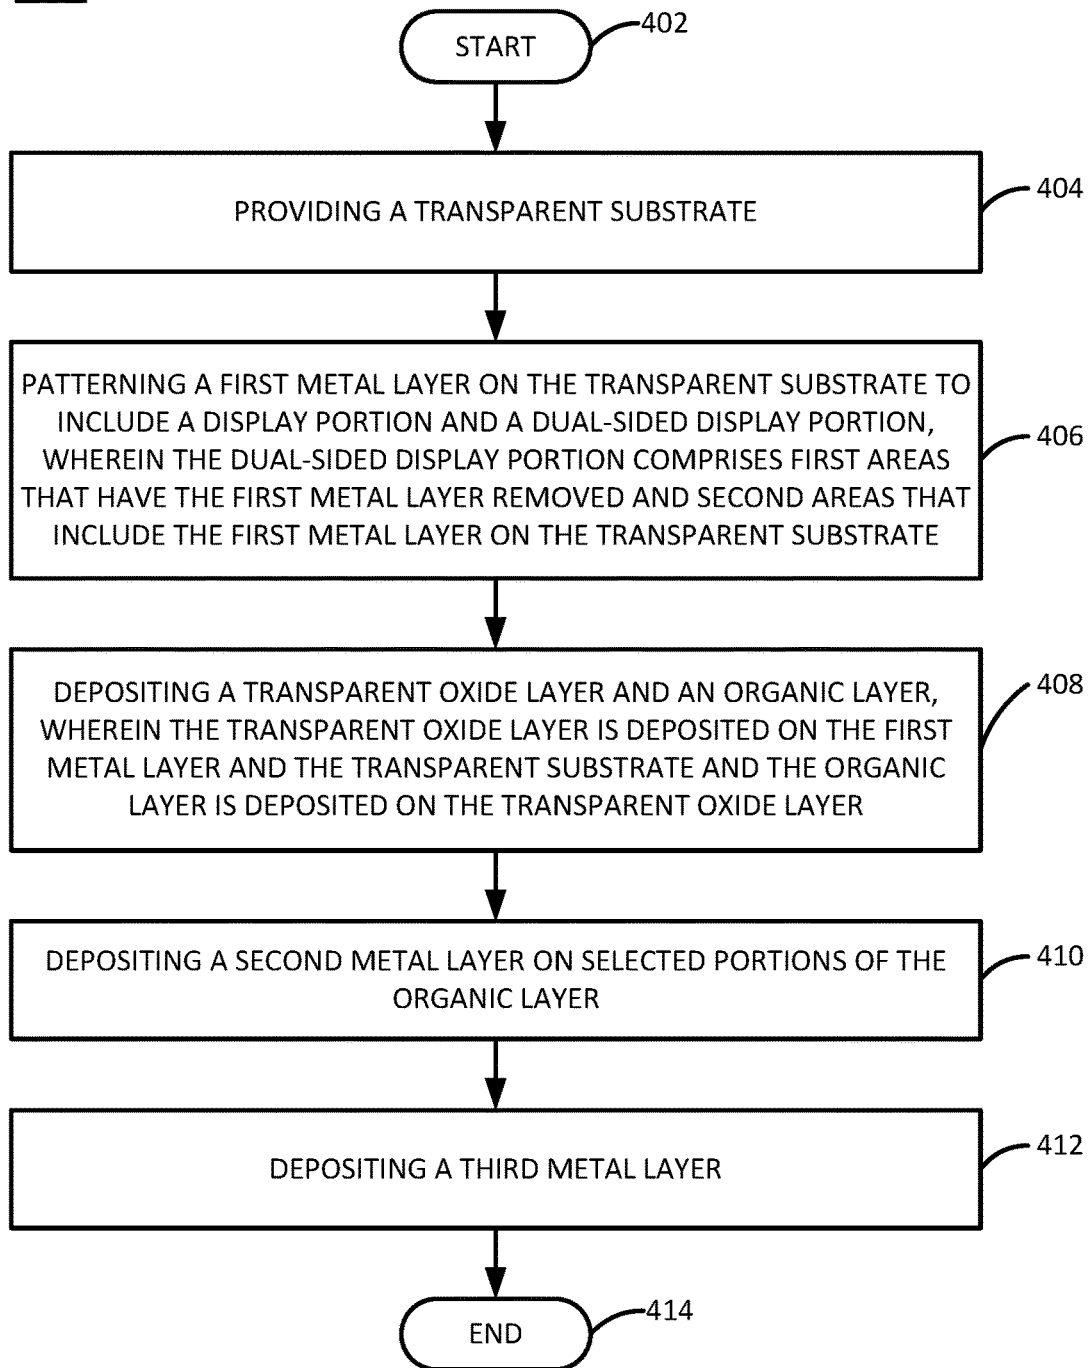 START
402
PROVIDING A TRANSPARENT SUBSTRATE
404
PATTERNING A FIRST METAL LAYER ON THE TRANSPARENT SUBSTRATE TO
INCLUDE A DISPLAY PORTION AND A DUAL-SIDED DISPLAY PORTION,
WHEREIN THE DUAL-SIDED DISPLAY PORTION COMPRISES FIRST AREAS
THAT HAVE THE FIRST METAL LAYER REMOVED AND SECOND AREAS THAT
INCLUDE THE FIRST METAL LAYER ON THE TRANSPARENT SUBSTRATE
406
DEPOSITING A TRANSPARENT OXIDE LAYER AND AN ORGANIC LAYER,
WHEREIN THE TRANSPARENT OXIDE LAYER IS DEPOSITED ON THE FIRST
METAL LAYER AND THE TRANSPARENT SUBSTRATE AND THE ORGANIC
LAYER IS DEPOSITED ON THE TRANSPARENT OXIDE LAYER
408
DEPOSITING A SECOND METAL LAYER ON SELECTED PORTIONS OF THE
ORGANIC LAYER
410
DEPOSITING A THIRD METAL LAYER
412
END
414